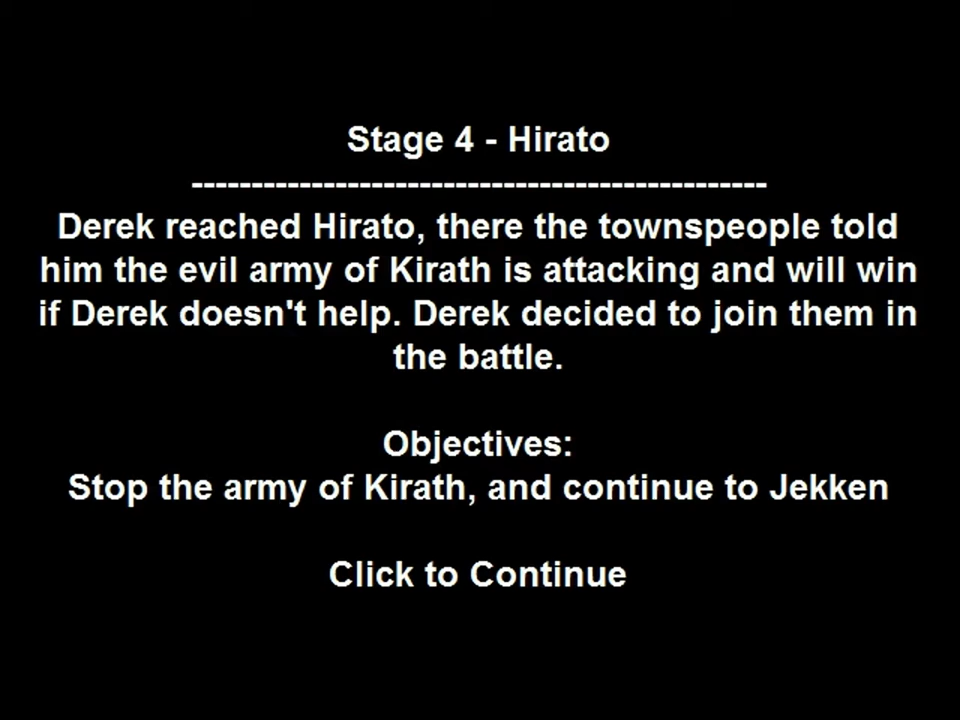 Stage 4 - Hirato
------------------------------------------------
Derek reached Hirato, there the townspeople told
him the evil army of Kirath is attacking and will win
if Derek doesn't help. Derek decided to join them in
the battle.
Objectives:
Stop the army of Kirath, and continue to Jekken
Click to Continue